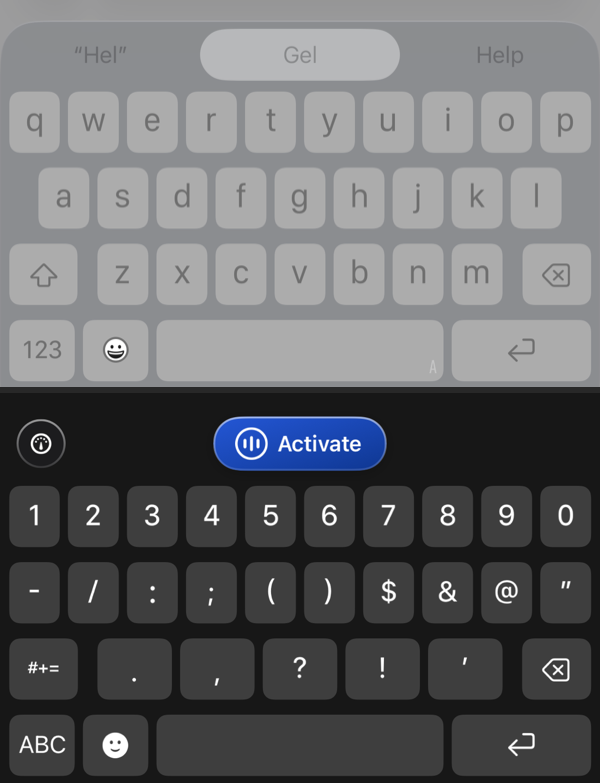 “Hel” Gel Help
q w e r t y u i o p
a s d f g h j k l
z x c v b n m
123
A
Activate
1 2 3 4 5 6 7 8 9 0
- / : ; ( ) $ & @ "
#+= . , ? ! '
ABC